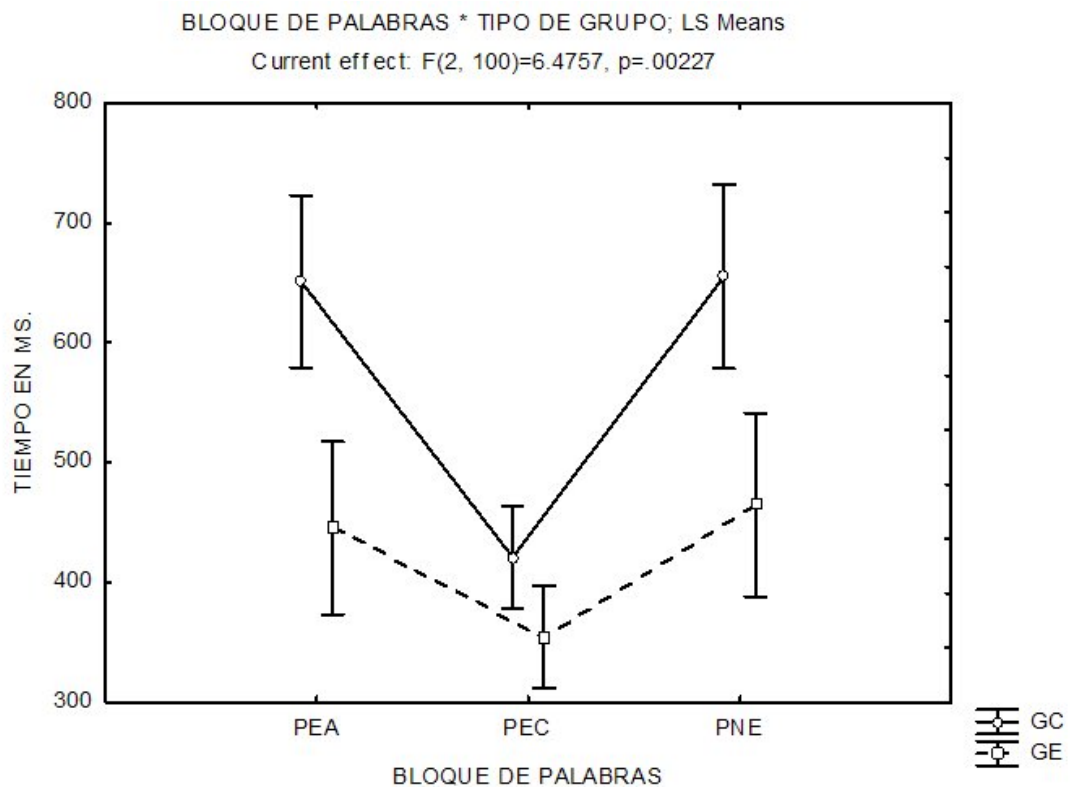 BLOQUE DE PALABRAS * TIPO DE GRUPO; LS Means
Current effect: F(2, 100)=6.4757, p=.00227
800
700
600
500
400
300
TIEMPO EN MS.
PEA PEC PNE
BLOQUE DE PALABRAS
GC
GE